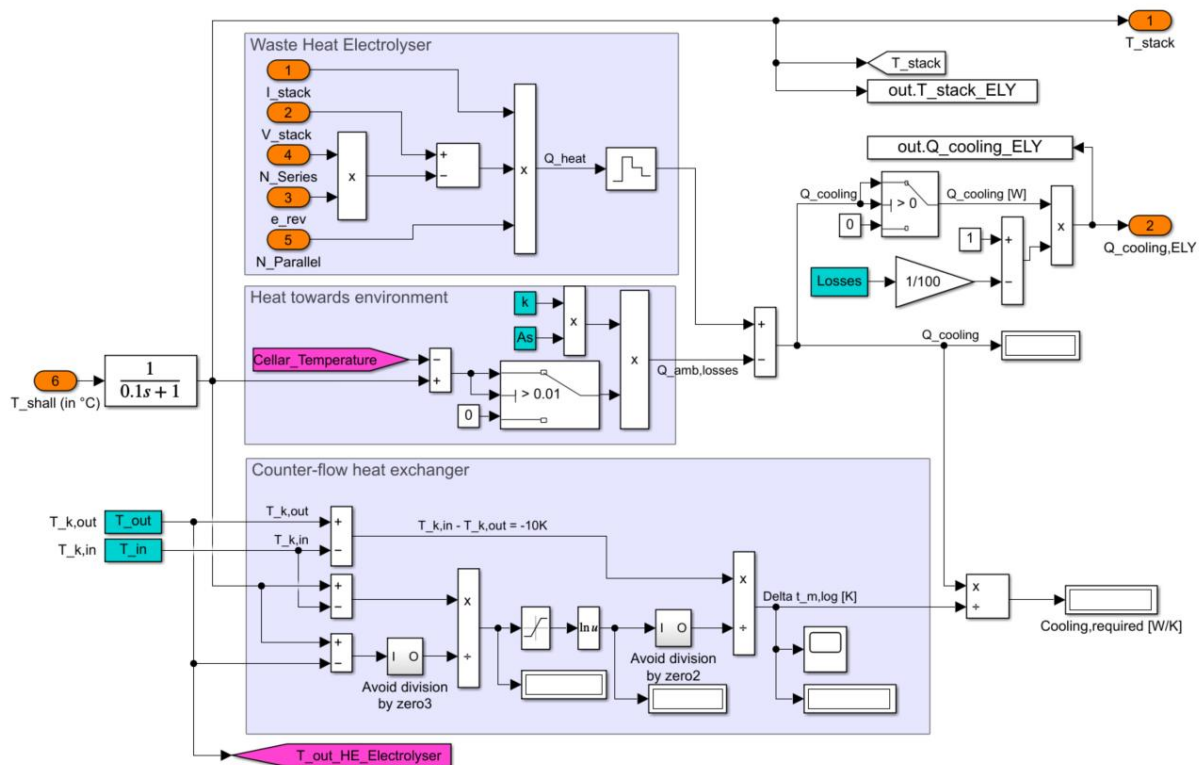 1
T_stack
T_stack
out.T_stack_ELY
Waste Heat Electrolyser
1
I_stack
2
V_stack
4
N_Series
3
e_rev
5
N_Parallel
x
+
−
x
Q_heat
out.Q_cooling_ELY
Q_cooling
> 0
0
Q_cooling [W]
1
+
−
x
2
Q_cooling,ELY
Losses
1/100
Heat towards environment
k
As
x
Cellar_Temperature
−
+
> 0.01
0
x
Q_amb,losses
+
−
Q_cooling
6
T_shall (in °C)
1
0.1s + 1
Counter-flow heat exchanger
T_k,out
T_out
T_k,in
T_in
T_k,out
T_k,in
+
−
T_k,in - T_k,out = -10K
+
−
+
−
I O
Avoid division
by zero3
x
÷
ln u
I O
Avoid division
by zero2
x
÷
Delta t_m,log [K]
x
÷
Cooling,required [W/K]
T_out_HE_Electrolyser